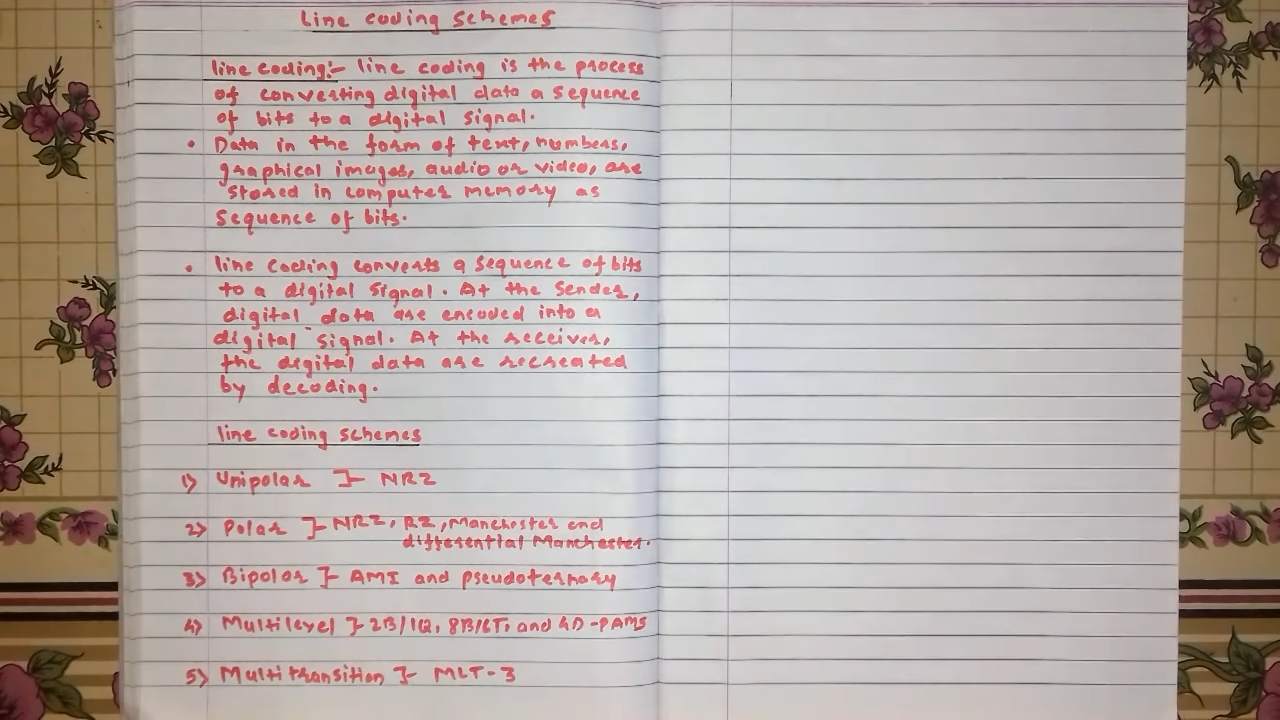 Line coding schemes
line coding:- line coding is the process
of converting digital data a sequence
of bits to a digital signal.
• Data in the form of text, numbers,
graphical images, audio or video, are
stored in computer memory as
sequence of bits.
• line coding converts a sequence of bits
to a digital signal. At the sender,
digital data are encoded into a
digital signal. At the receiver,
the digital data are recreated
by decoding.
line coding schemes
1) Unipolar }- NRZ
2) Polar }- NRZ, RZ, Manchester and
differential Manchester.
3) Bipolar }- AMI and pseudoternary
4) Multilevel }- 2B/1Q, 8B/6T, and 4D-PAM5
5) Multitransition }- MLT-3